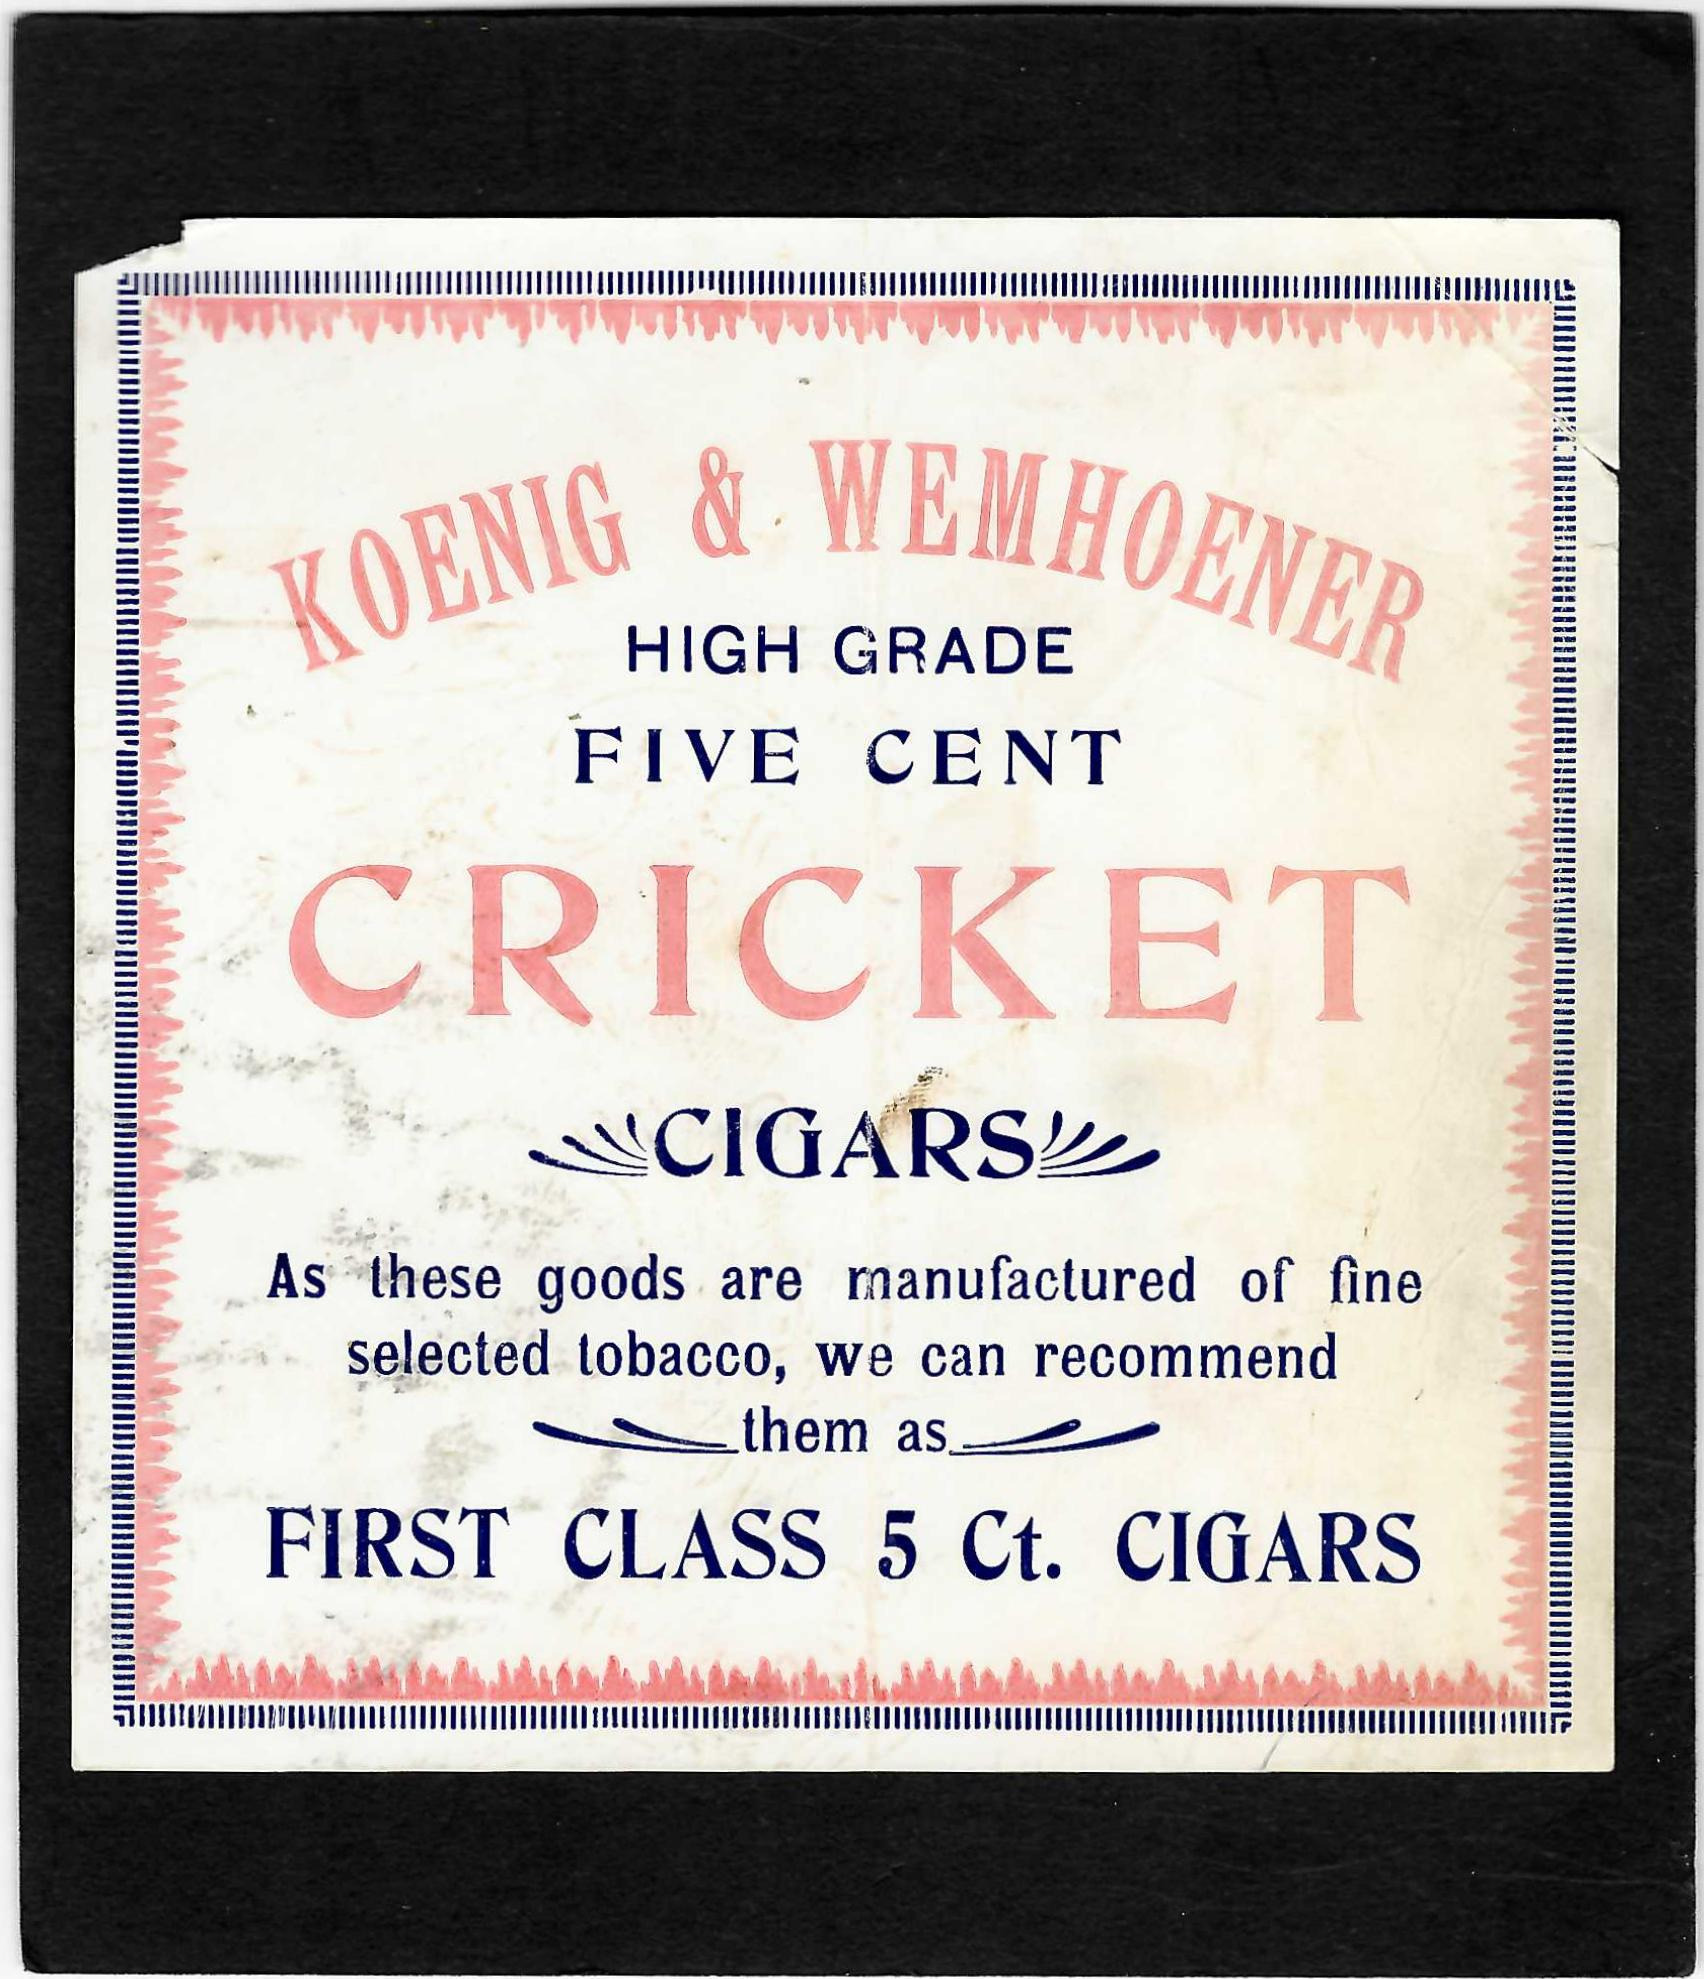 KOENIG & WEMHOENER
HIGH GRADE
FIVE CENT
CRICKET
CIGARS
As these goods are manufactured of fine
selected tobacco, we can recommend
them as
FIRST CLASS 5 Ct. CIGARS